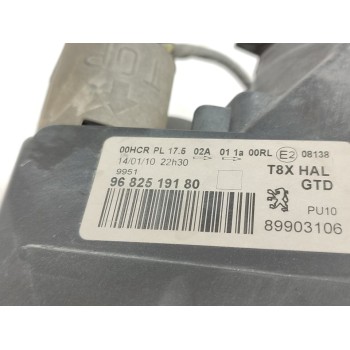 TOP
00HCR PL 17.5 02A 01 1a 00RL E2 08138
14/01/10 22h30
9951
T8X HAL
96 825 191 80
GTD
PU10
89903106